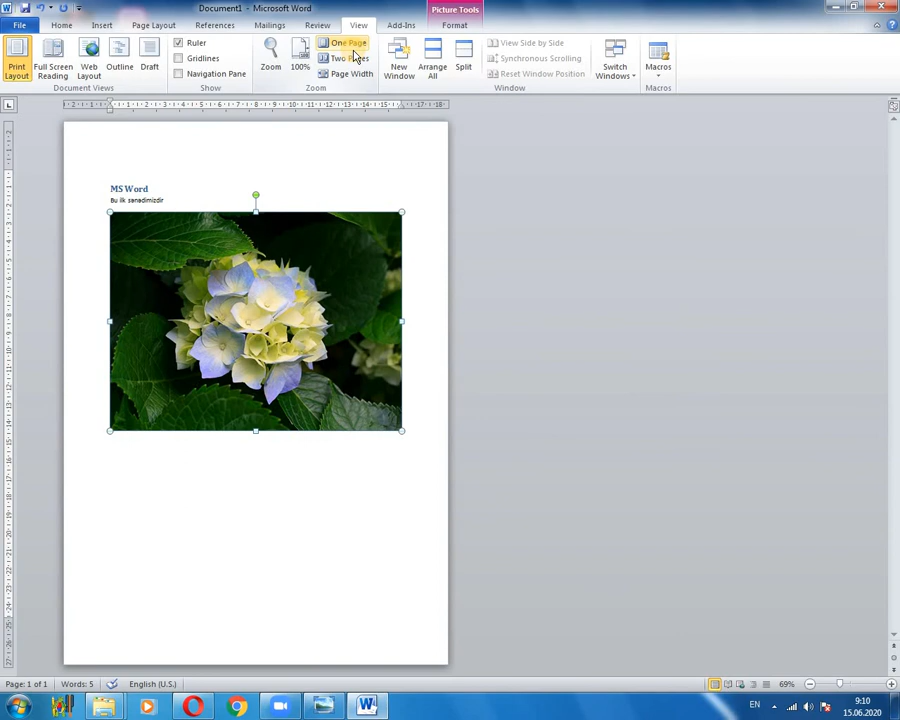 Document1 - Microsoft Word
Picture Tools
File Home Insert Page Layout References Mailings Review View Add-Ins Format
Print Layout
Full Screen Reading
Web Layout
Outline
Draft
Document Views
Ruler
Gridlines
Navigation Pane
Show
Zoom
100%
One Page
Two Pages
Page Width
Zoom
New Window
Arrange All
Split
View Side by Side
Synchronous Scrolling
Reset Window Position
Window
Switch Windows
Macros
Macros
MS Word
Bu ilk sənədimizdir
Page: 1 of 1
Words: 5
English (U.S.)
69%
EN
9:10
15.06.2020